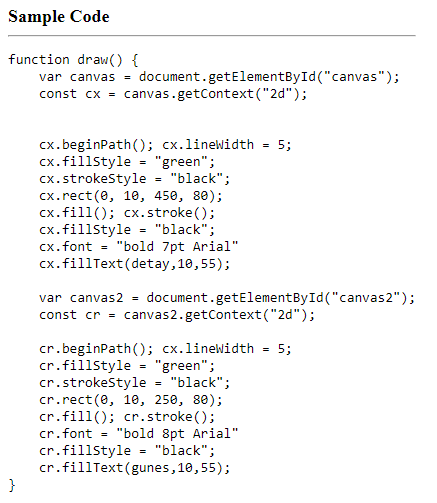 Sample Code
function draw() {
    var canvas = document.getElementById("canvas");
    const cx = canvas.getContext("2d");
    cx.beginPath(); cx.lineWidth = 5;
    cx.fillStyle = "green";
    cx.strokeStyle = "black";
    cx.rect(0, 10, 450, 80);
    cx.fill(); cx.stroke();
    cx.fillStyle = "black";
    cx.font = "bold 7pt Arial"
    cx.fillText(detay,10,55);
    var canvas2 = document.getElementById("canvas2");
    const cr = canvas2.getContext("2d");
    cr.beginPath(); cx.lineWidth = 5;
    cr.fillStyle = "green";
    cr.strokeStyle = "black";
    cr.rect(0, 10, 250, 80);
    cr.fill(); cr.stroke();
    cr.font = "bold 8pt Arial"
    cr.fillStyle = "black";
    cr.fillText(gunes,10,55);
}